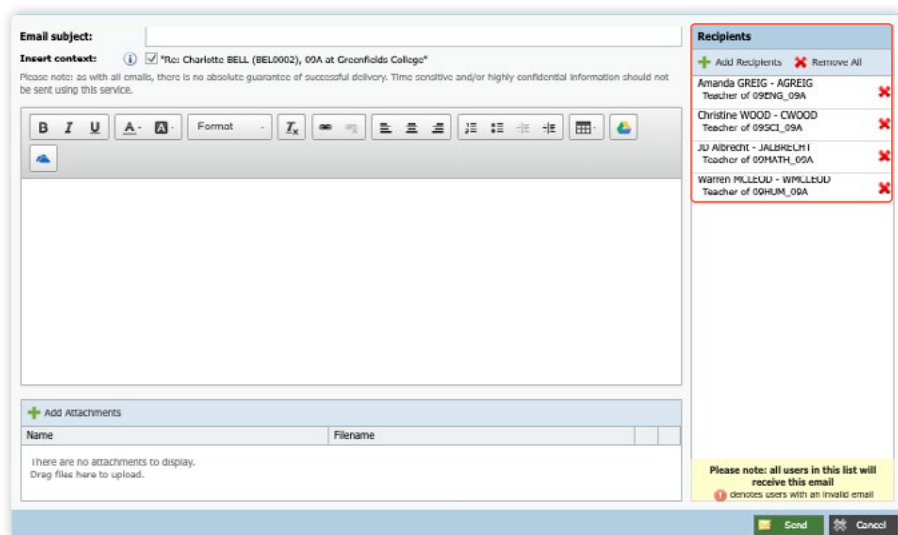 Email subject:
Insert context: "Re: Charlotte BELL (BEL0002), 09A at Greenfields College"
Please note: as with all emails, there is no absolute guarantee of successful delivery. Time sensitive and/or highly confidential information should not
be sent using this service.
B I U A A Format Tx
Add Attachments
Name Filename
There are no attachments to display.
Drag files here to upload.
Recipients
Add Recipients Remove All
Amanda GREIG - AGREIG
Teacher of 09ENG_09A
Christine WOOD - CWOOD
Teacher of 09SCI_09A
JD Albrecht - JALBRECHT
Teacher of 09MATH_09A
Warren MCLEOD - WMCLEOD
Teacher of 09HUM_09A
Please note: all users in this list will
receive this email
denotes users with an invalid email
Send Cancel